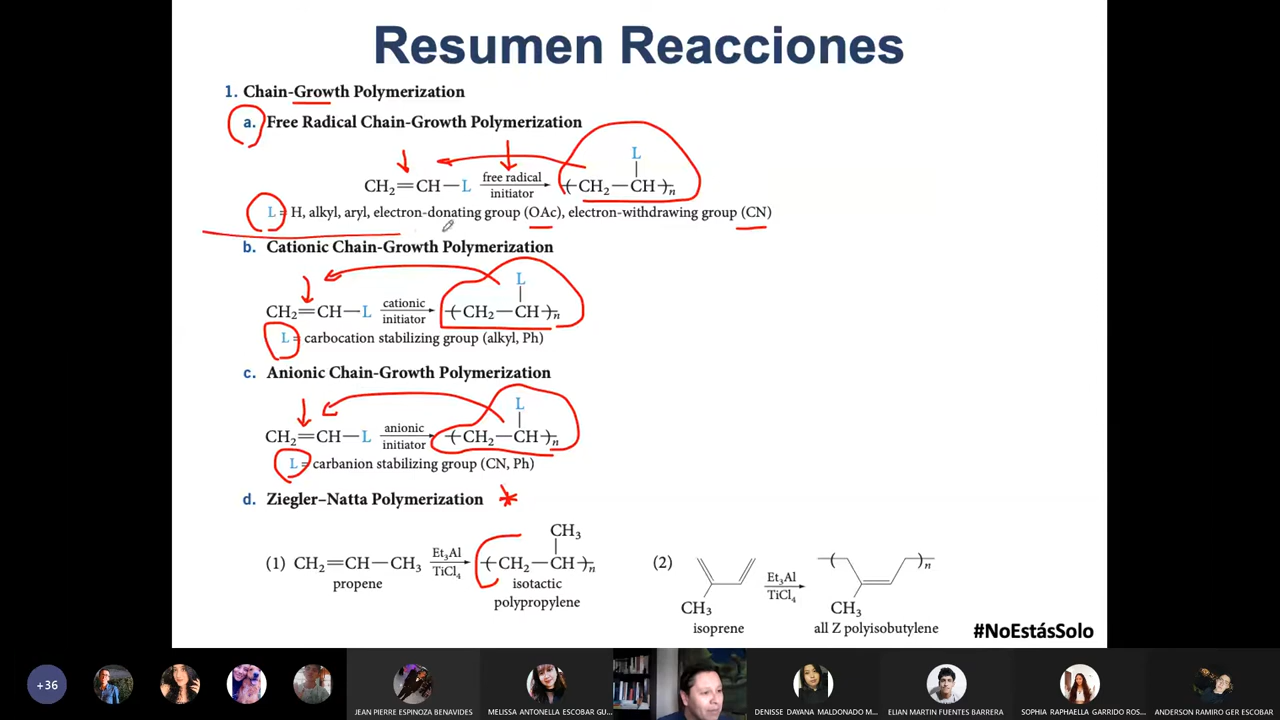 Resumen Reacciones
1. Chain-Growth Polymerization
a. Free Radical Chain-Growth Polymerization
L
CH₂=CH—L free radical initiator CH₂—CH n
L = H, alkyl, aryl, electron-donating group (OAc), electron-withdrawing group (CN)
b. Cationic Chain-Growth Polymerization
L
CH₂=CH—L cationic initiator CH₂—CH n
L = carbocation stabilizing group (alkyl, Ph)
c. Anionic Chain-Growth Polymerization
L
CH₂=CH—L anionic initiator CH₂—CH n
L = carbanion stabilizing group (CN, Ph)
d. Ziegler–Natta Polymerization
CH₃
(1) CH₂=CH—CH₃ Et₃Al TiCl₄ CH₂—CH n
propene
isotactic
polypropylene
(2) Et₃Al TiCl₄ n
CH₃ CH₃
isoprene all Z polyisobutylene
#NoEstásSolo
+36
JEAN PIERRE ESPINOZA BENAVIDES
MELISSA ANTONELLA ESCOBAR GU...
DENISSE DAYANA MALDONADO M...
ELIAN MARTIN FUENTES BARRERA
SOPHIA RAPHAELLA GARRIDO ROS...
ANDERSON RAMIRO GER ESCOBAR